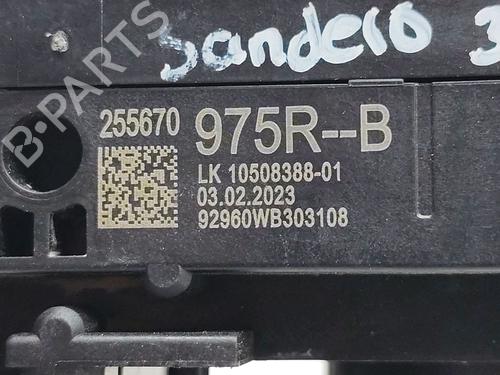 B-PARTS
Sandero 3
255670 975R--B
LK 10508388-01
03.02.2023
92960WB303108